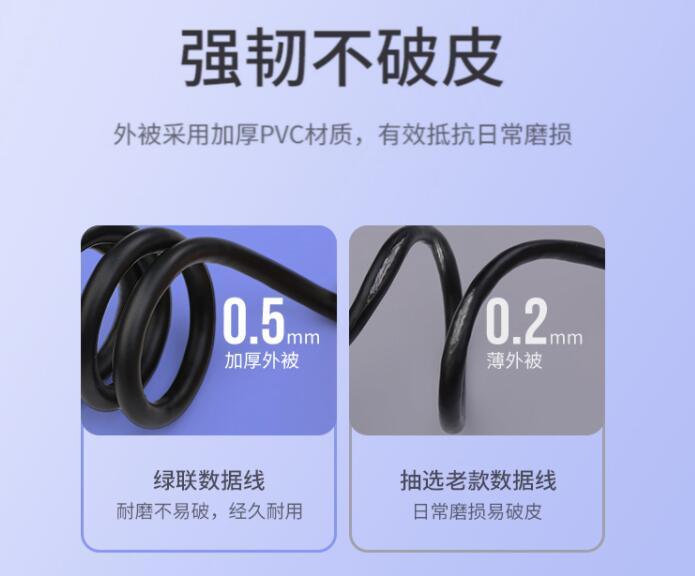 强韧不破皮
外被采用加厚PVC材质，有效抵抗日常磨损
0.5mm
加厚外被
0.2mm
薄外被
绿联数据线
耐磨不易破，经久耐用
抽选老款数据线
日常磨损易破皮